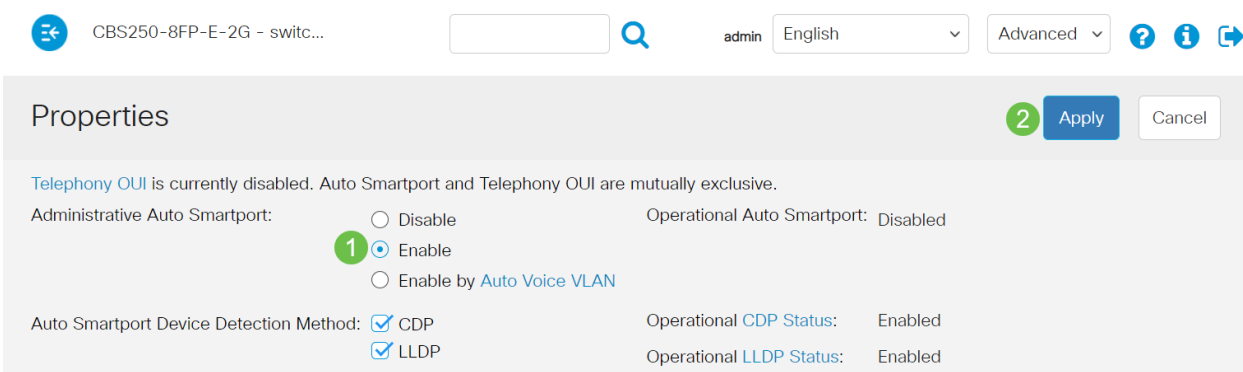 CBS250-8FP-E-2G - switc...
admin English Advanced
Properties
2 Apply Cancel
Telephony OUI is currently disabled. Auto Smartport and Telephony OUI are mutually exclusive.
Administrative Auto Smartport: Disable Operational Auto Smartport: Disabled
1 Enable
Enable by Auto Voice VLAN
Auto Smartport Device Detection Method: CDP Operational CDP Status: Enabled
LLDP Operational LLDP Status: Enabled